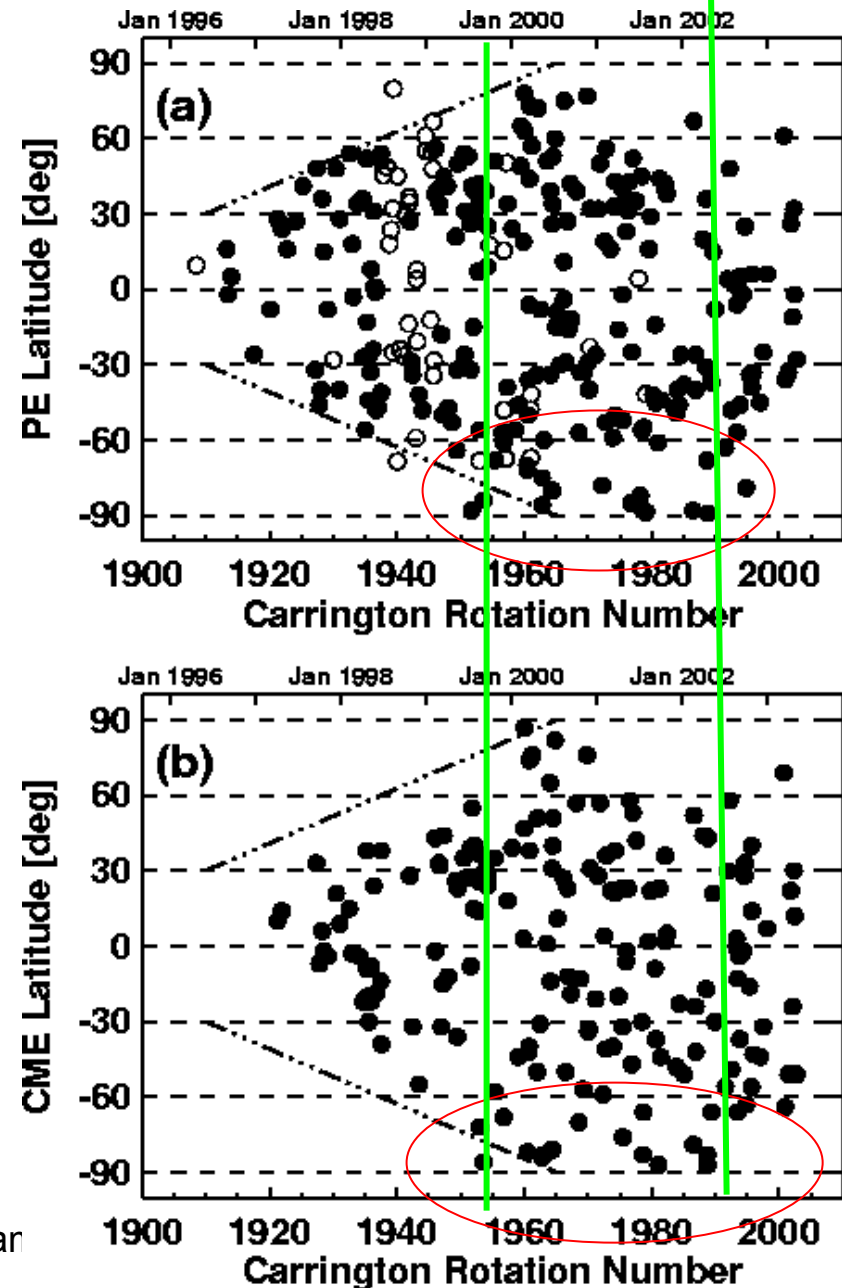 Jan 1996 Jan 1998 Jan 2000 Jan 2002
(a)
90
60
30
0
-30
-60
-90
PE Latitude [deg]
1900 1920 1940 1960 1980 2000
Carrington Rotation Number
Jan 1996 Jan 1998 Jan 2000 Jan 2002
(b)
90
60
30
0
-30
-60
-90
CME Latitude [deg]
1900 1920 1940 1960 1980 2000
Carrington Rotation Number